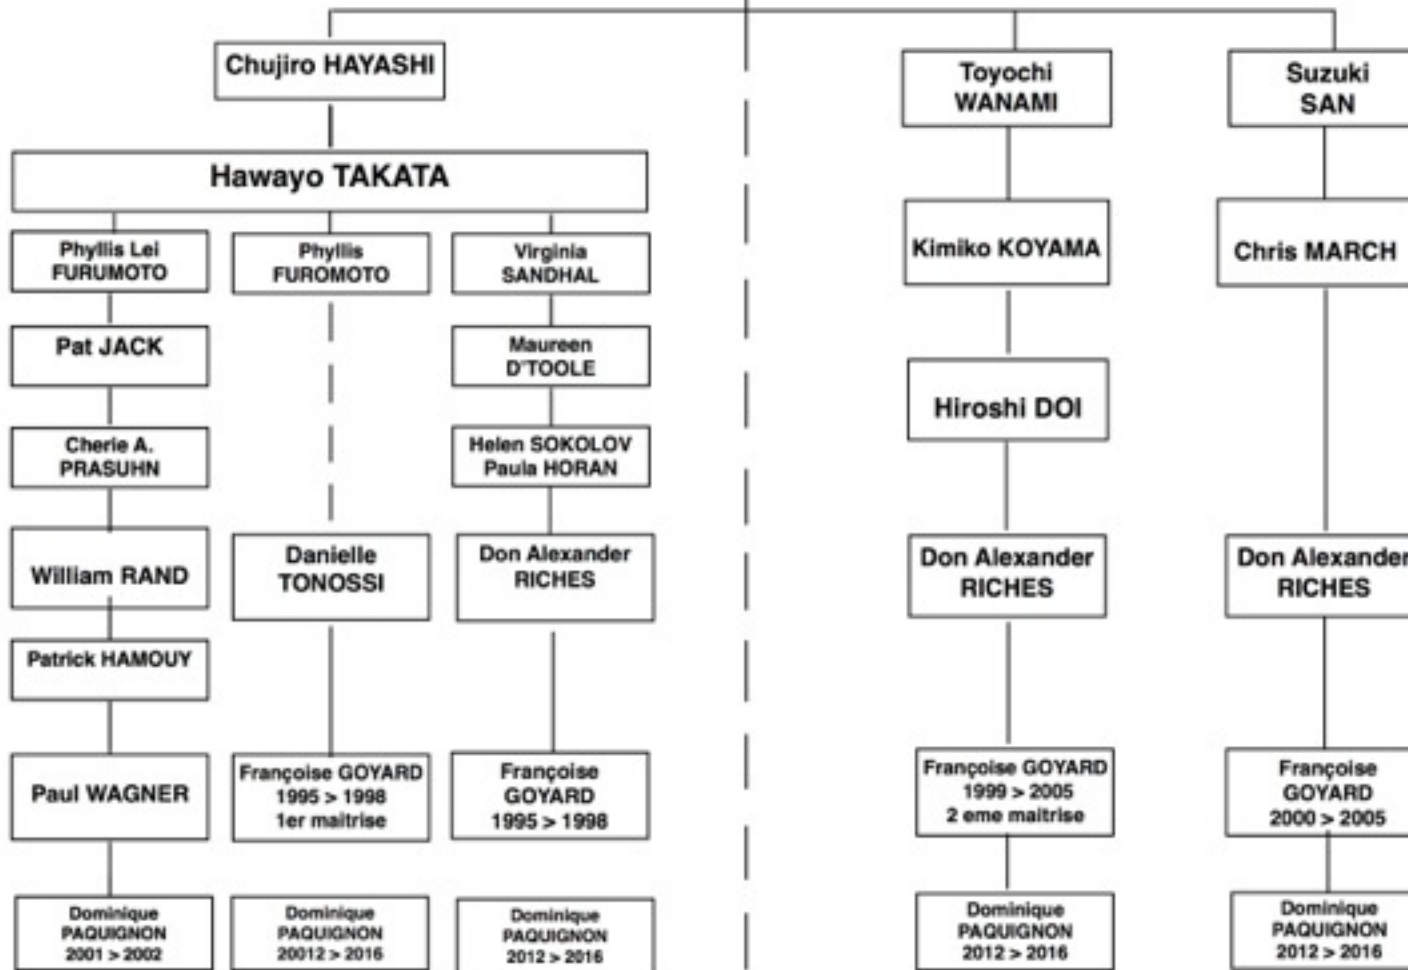 Chujiro HAYASHI
Toyochi
WANAMI
Suzuki
SAN
Hawayo TAKATA
Phyllis Lei
FURUMOTO
Phyllis
FUROMOTO
Virginia
SANDHAL
Kimiko KOYAMA
Chris MARCH
Pat JACK
Maureen
D'TOOLE
Hiroshi DOI
Cherie A.
PRASUHN
Helen SOKOLOV
Paula HORAN
William RAND
Danielle
TONOSSI
Don Alexander
RICHES
Don Alexander
RICHES
Don Alexander
RICHES
Patrick HAMOUY
Paul WAGNER
Françoise GOYARD
1995 > 1998
1er maitrise
Françoise
GOYARD
1995 > 1998
Françoise GOYARD
1999 > 2005
2 eme maitrise
Françoise
GOYARD
2000 > 2005
Dominique
PAQUIGNON
2001 > 2002
Dominique
PAQUIGNON
20012 > 2016
Dominique
PAQUIGNON
2012 > 2016
Dominique
PAQUIGNON
2012 > 2016
Dominique
PAQUIGNON
2012 > 2016